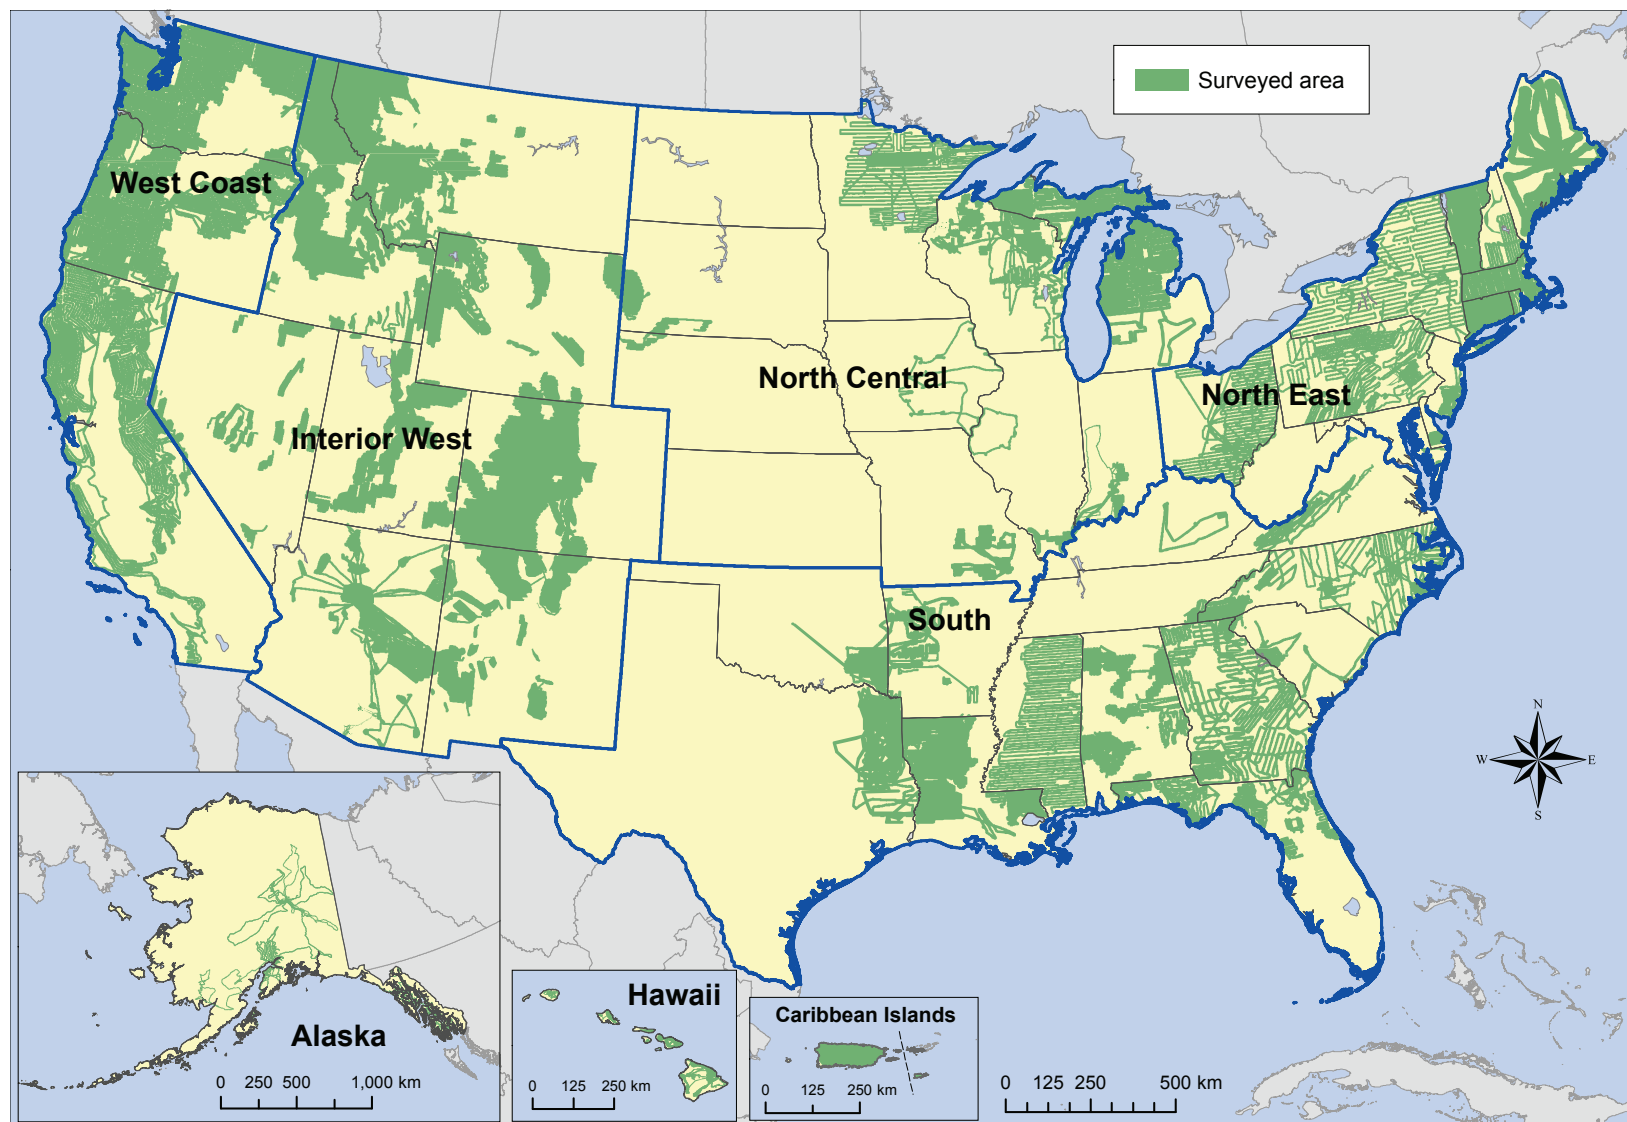 Surveyed area
West Coast
North Central
North East
Interior West
South
N
W
E
S
Alaska
0 250 500 1,000 km
Hawaii
0 125 250 km
Caribbean Islands
0 125 250 km
0 125 250 500 km